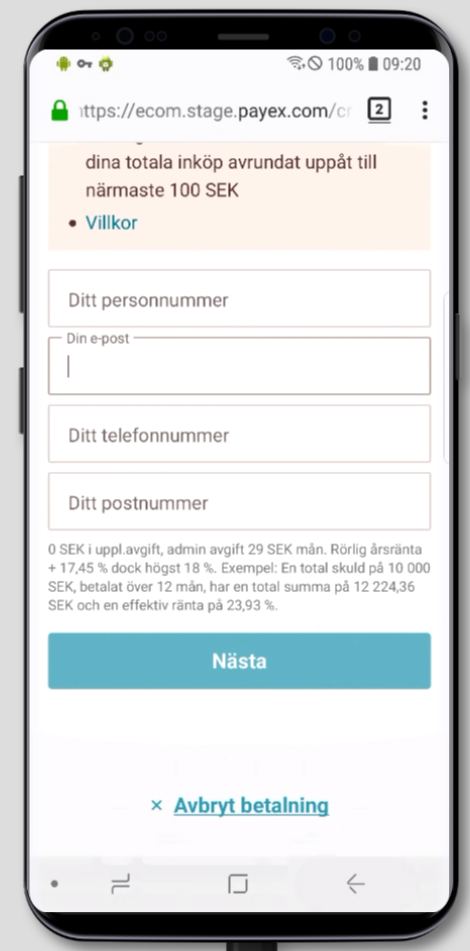 100% 09:20
https://ecom.stage.payex.com/cr
2
dina totala inköp avrundat uppåt till
närmaste 100 SEK
• Villkor
Ditt personnummer
Din e-post
Ditt telefonnummer
Ditt postnummer
0 SEK i uppl.avgift, admin avgift 29 SEK mån. Rörlig årsränta
+ 17,45 % dock högst 18 %. Exempel: En total skuld på 10 000
SEK, betalat över 12 mån, har en total summa på 12 224,36
SEK och en effektiv ränta på 23,93 %.
Nästa
× Avbryt betalning